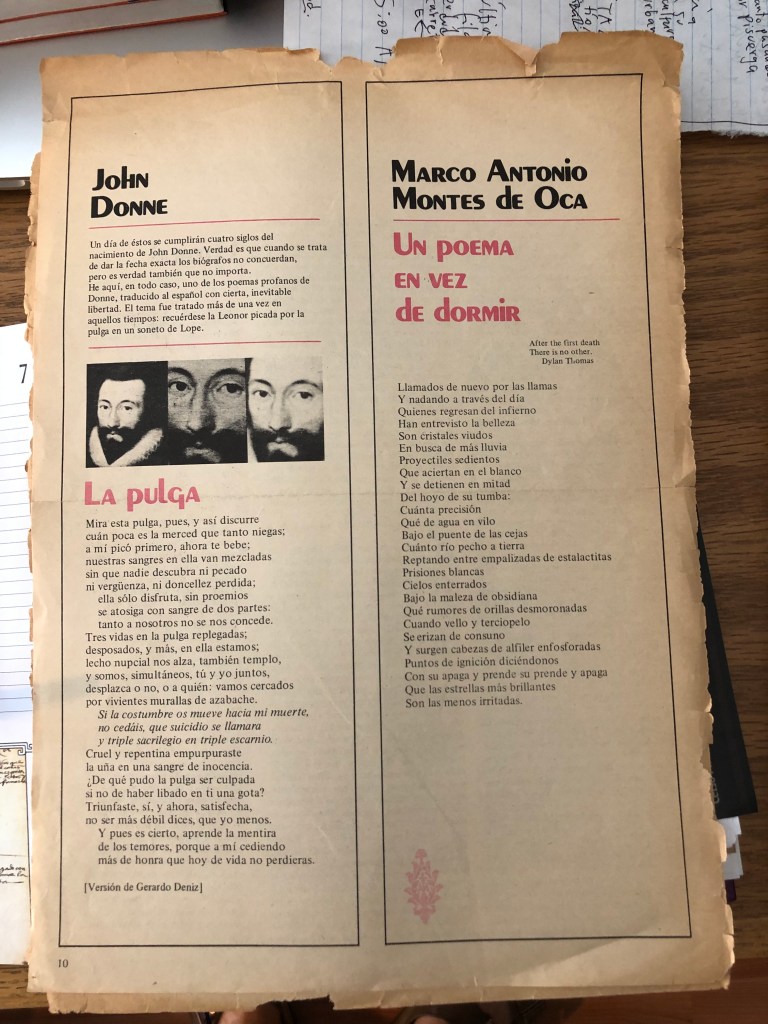 John
Donne
Un día de éstos se cumplirán cuatro siglos del
nacimiento de John Donne. Verdad es que cuando se trata
de dar la fecha exacta los biógrafos no concuerdan,
pero es verdad también que no importa.
He aquí, en todo caso, uno de los poemas profanos de
Donne, traducido al español con cierta, inevitable
libertad. El tema fue tratado más de una vez en
aquellos tiempos: recuérdese la Leonor picada por la
pulga en un soneto de Lope.
La pulga
Mira esta pulga, pues, y así discurre
cuán poca es la merced que tanto niegas;
a mí picó primero, ahora te bebe;
nuestras sangres en ella van mezcladas
sin que nadie descubra ni pecado
ni vergüenza, ni doncellez perdida;
ella sólo disfruta, sin proemios
se atosiga con sangre de dos partes:
tanto a nosotros no se nos concede.
Tres vidas en la pulga replegadas;
desposados, y más, en ella estamos;
lecho nupcial nos alza, también templo,
y somos, simultáneos, tú y yo juntos,
desplazca o no, o a quién: vamos cercados
por vivientes murallas de azabache.
Si la costumbre os mueve hacia mi muerte,
no cedáis, que suicidio se llamara
y triple sacrilegio en triple escarnio.
Cruel y repentina empurpuraste
la uña en una sangre de inocencia.
¿De qué pudo la pulga ser culpada
si no de haber libado en ti una gota?
Triunfaste, sí, y ahora, satisfecha,
no ser más débil dices, que yo menos.
Y pues es cierto, aprende la mentira
de los temores, porque a mí cediendo
más de honra que hoy de vida no perdieras.
[Versión de Gerardo Deniz]
10
Marco Antonio
Montes de Oca
Un poema
en vez
de dormir
After the first death
There is no other.
Dylan Thomas
Llamados de nuevo por las llamas
Y nadando a través del día
Quienes regresan del infierno
Han entrevisto la belleza
Son cristales viudos
En busca de más lluvia
Proyectiles sedientos
Que aciertan en el blanco
Y se detienen en mitad
Del hoyo de su tumba:
Cuánta precisión
Qué de agua en vilo
Bajo el puente de las cejas
Cuánto río pecho a tierra
Reptando entre empalizadas de estalactitas
Prisiones blancas
Cielos enterrados
Bajo la maleza de obsidiana
Qué rumores de orillas desmoronadas
Cuando vello y terciopelo
Se erizan de consuno
Y surgen cabezas de alfiler enfosforadas
Puntos de ignición diciéndonos
Con su apaga y prende su prende y apaga
Que las estrellas más brillantes
Son las menos irritadas.
7